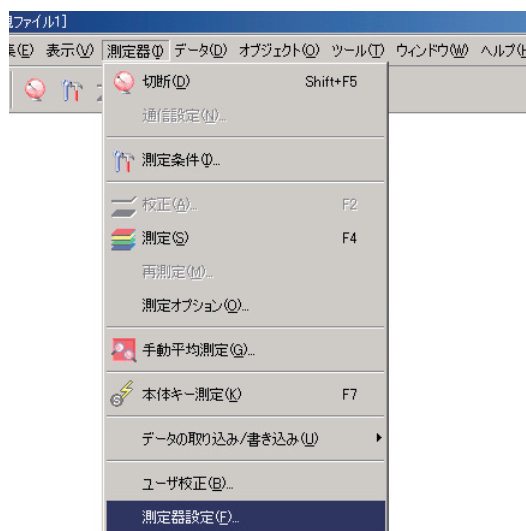 規ファイル1]
集(E) 表示(V) 測定器(I) データ(D) オブジェクト(O) ツール(T) ウィンドウ(W) ヘルプ(H
切断(D) Shift+F5
通信設定(N)...
測定条件(I)...
校正(A)... F2
測定(S) F4
再測定(M)...
測定オプション(O)...
手動平均測定(G)...
本体キー測定(K) F7
データの取り込み/書き込み(U)
ユーザ校正(B)...
測定器設定(F)...